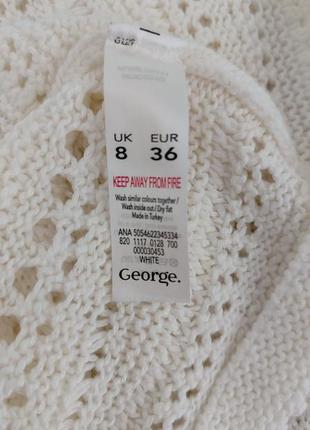 UK EUR
8 36
KEEP AWAY FROM FIRE
Wash similar colours together /
Wash inside out / Dry flat
Made in Turkey
ANA 5054622345334
820 1117 0128 700
000030453
WHITE
George.